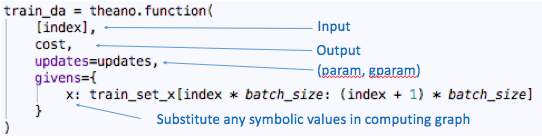 train_da = theano.function(
[index], Input
cost, Output
updates=updates, (param, gparam)
givens={
x: train_set_x[index * batch_size: (index + 1) * batch_size]
} Substitute any symbolic values in computing graph
)